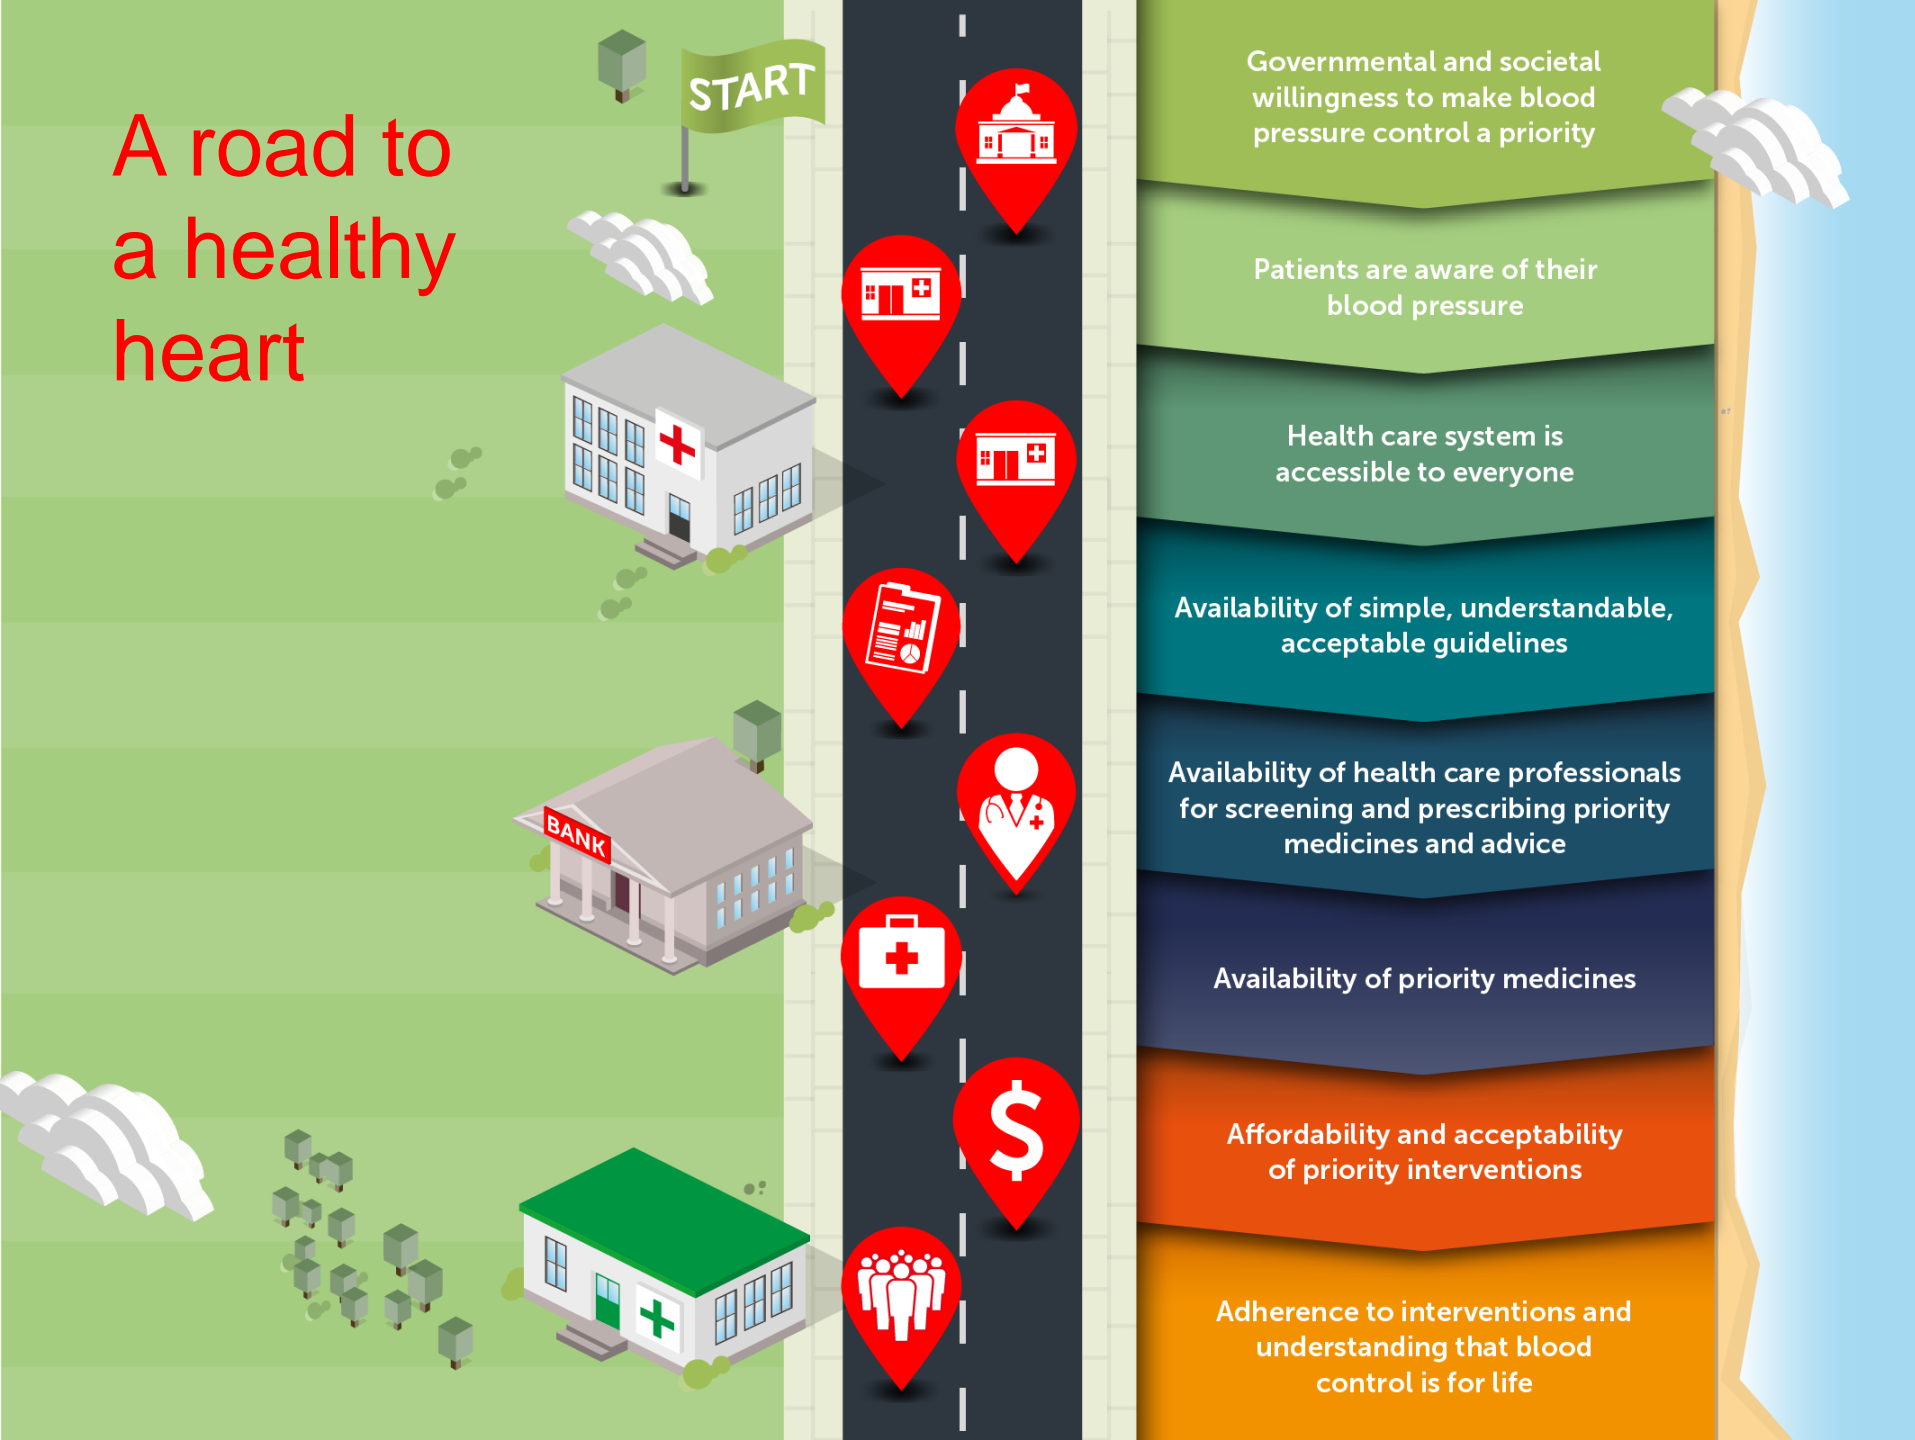 A road to
a healthy
heart
START
BANK
Governmental and societal
willingness to make blood
pressure control a priority
Patients are aware of their
blood pressure
Health care system is
accessible to everyone
Availability of simple, understandable,
acceptable guidelines
Availability of health care professionals
for screening and prescribing priority
medicines and advice
Availability of priority medicines
Affordability and acceptability
of priority interventions
Adherence to interventions and
understanding that blood
control is for life
$